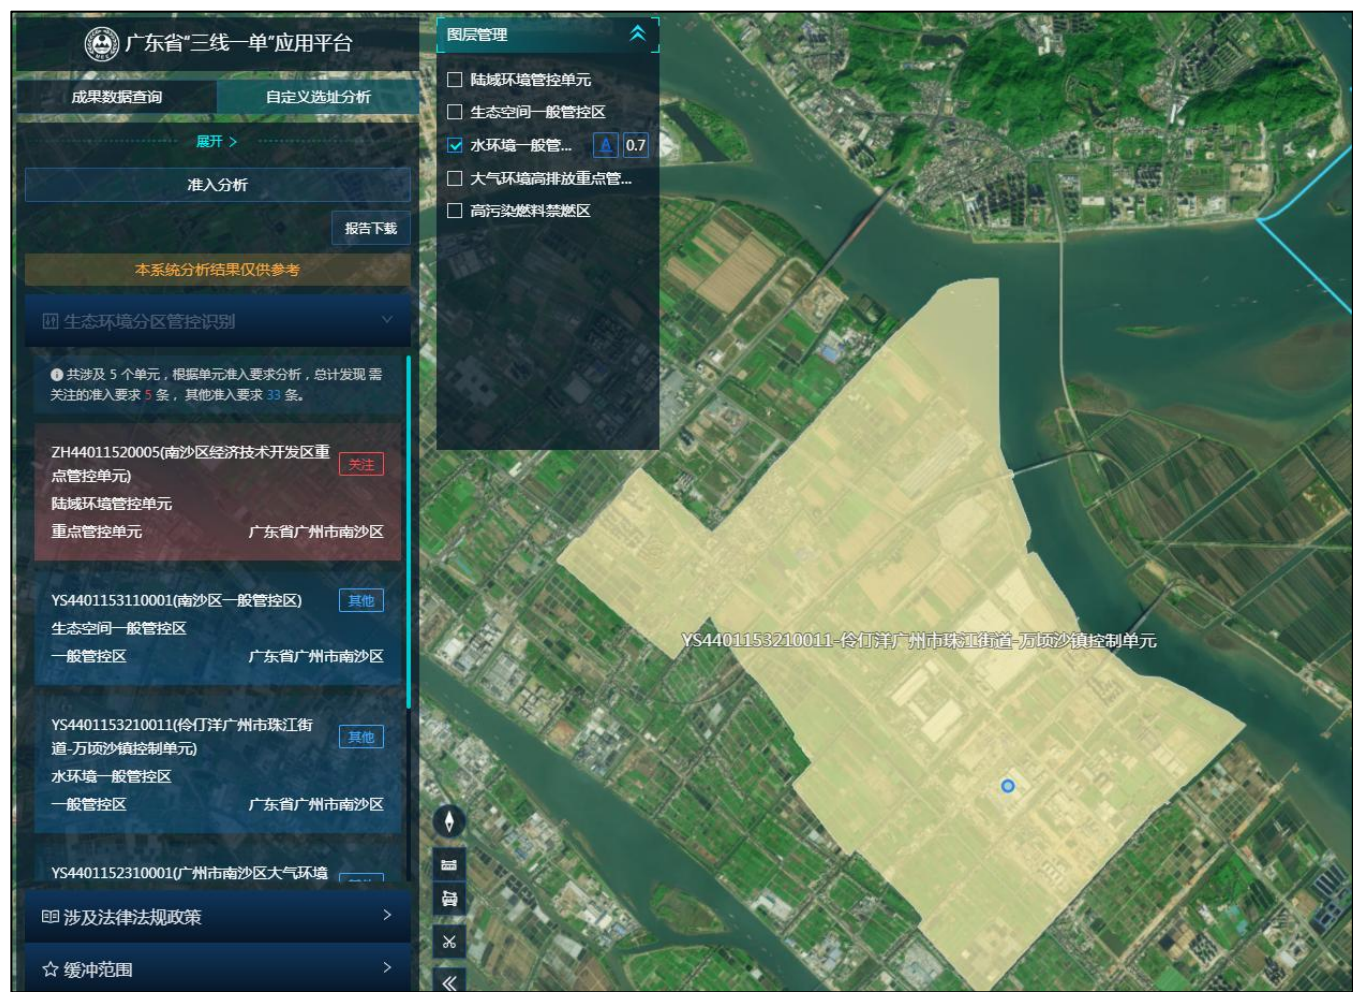 广东省"三线一单"应用平台
成果数据查询
自定义选址分析
展开 >
准入分析
报告下载
本系统分析结果仅供参考
生态环境分区管控识别
共涉及 5 个单元，根据单元准入要求分析，总计发现 需
关注的准入要求 5 条， 其他准入要求 33 条。
ZH44011520005(南沙区经济技术开发区重
点管控单元)
关注
陆域环境管控单元
重点管控单元 广东省广州市南沙区
YS4401153110001(南沙区一般管控区)
其他
生态空间一般管控区
一般管控区 广东省广州市南沙区
YS4401153210011(伶仃洋广州市珠江街
道-万顷沙镇控制单元)
其他
水环境一般管控区
一般管控区 广东省广州市南沙区
YS4401152310001(广州市南沙区大气环境
涉及法律法规政策
缓冲范围
图层管理
陆域环境管控单元
生态空间一般管控区
水环境一般管... A 0.7
大气环境高排放重点管...
高污染燃料禁燃区
YS4401153210011-伶仃洋广州市珠江街道-万顷沙镇控制单元